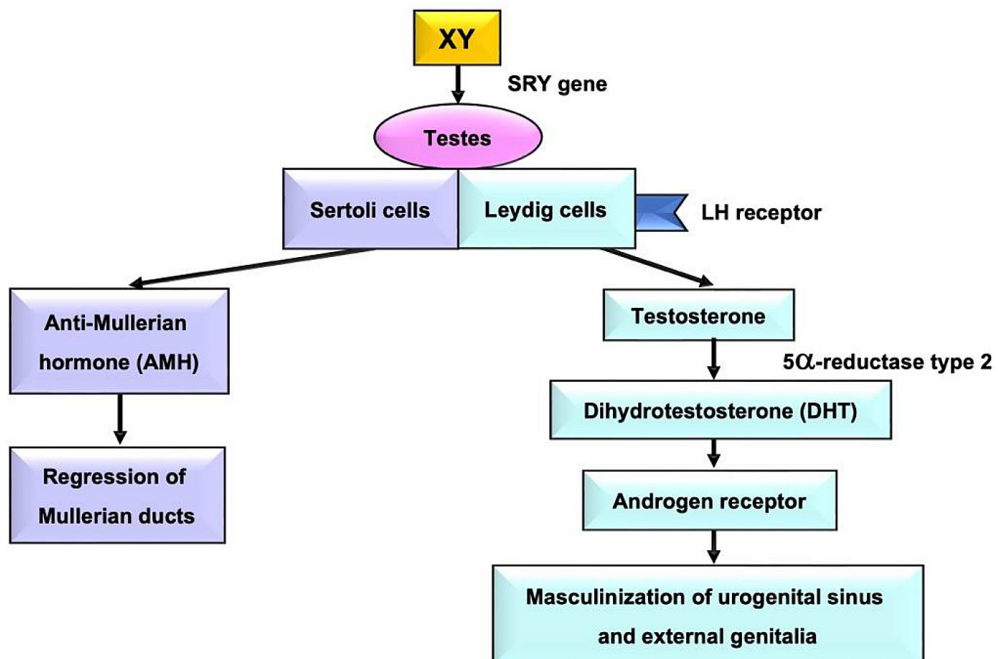 XY
SRY gene
Testes
Sertoli cells
Leydig cells
LH receptor
Anti-Mullerian
hormone (AMH)
Regression of
Mullerian ducts
Testosterone
5α-reductase type 2
Dihydrotestosterone (DHT)
Androgen receptor
Masculinization of urogenital sinus
and external genitalia